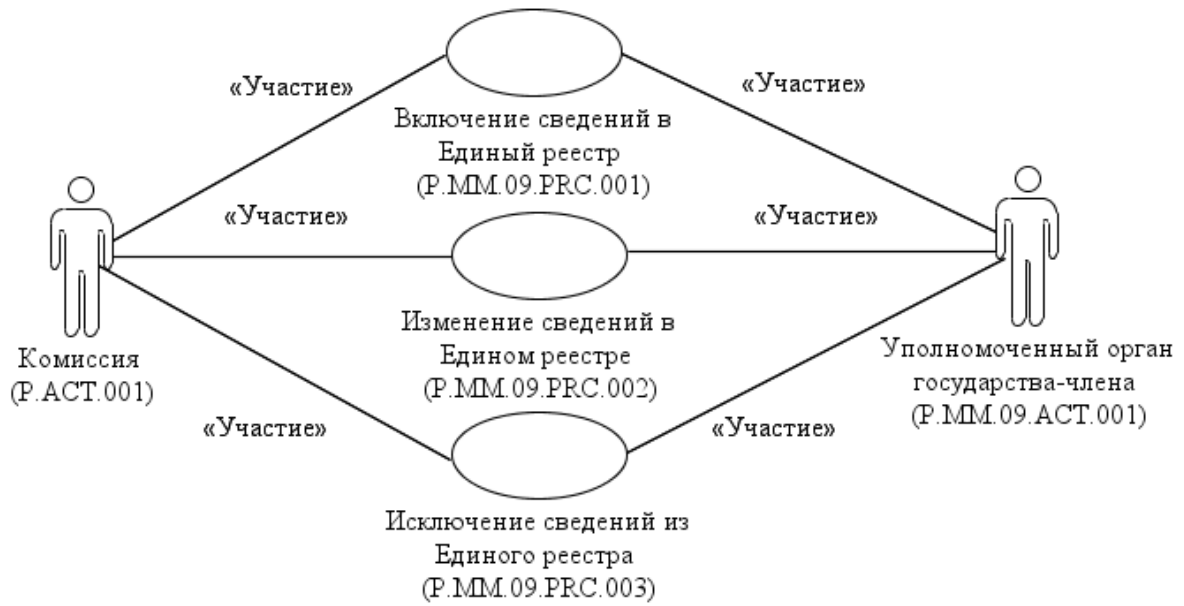 «Участие»
«Участие»
Включение сведений в
Единый реестр
(P.MM.09.PRC.001)
«Участие»
«Участие»
Изменение сведений в
Едином реестре
(P.MM.09.PRC.002)
Комиссия
(P.ACT.001)
Уполномоченный орган
государства-члена
(P.MM.09.ACT.001)
«Участие»
«Участие»
Исключение сведений из
Единого реестра
(P.MM.09.PRC.003)